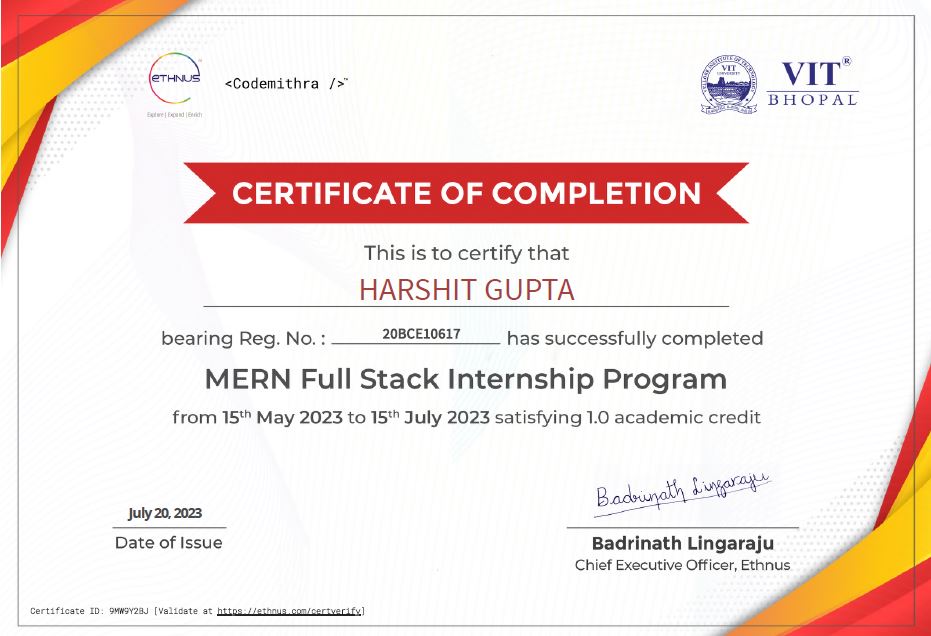 ETHNUS
Explore | Expand | Enrich
<Codemithra />™
VIT
VIT®
BHOPAL
CERTIFICATE OF COMPLETION
This is to certify that
HARSHIT GUPTA
bearing Reg. No. : 20BCE10617 has successfully completed
MERN Full Stack Internship Program
from 15th May 2023 to 15th July 2023 satisfying 1.0 academic credit
Badrinath Lingaraju
July 20, 2023
Date of Issue
Badrinath Lingaraju
Chief Executive Officer, Ethnus
Certificate ID: 9MW9Y2BJ [Validate at https://ethnus.com/certverify]